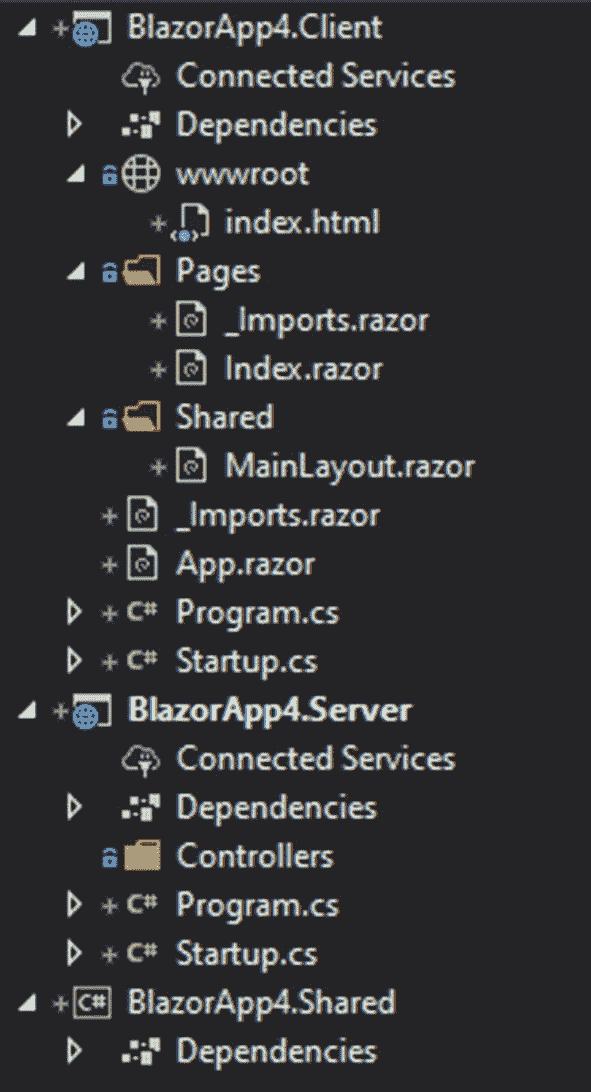 BlazorApp4.Client
Connected Services
Dependencies
wwwroot
index.html
Pages
_Imports.razor
Index.razor
Shared
MainLayout.razor
_Imports.razor
App.razor
C# Program.cs
C# Startup.cs
BlazorApp4.Server
Connected Services
Dependencies
Controllers
C# Program.cs
C# Startup.cs
C# BlazorApp4.Shared
Dependencies